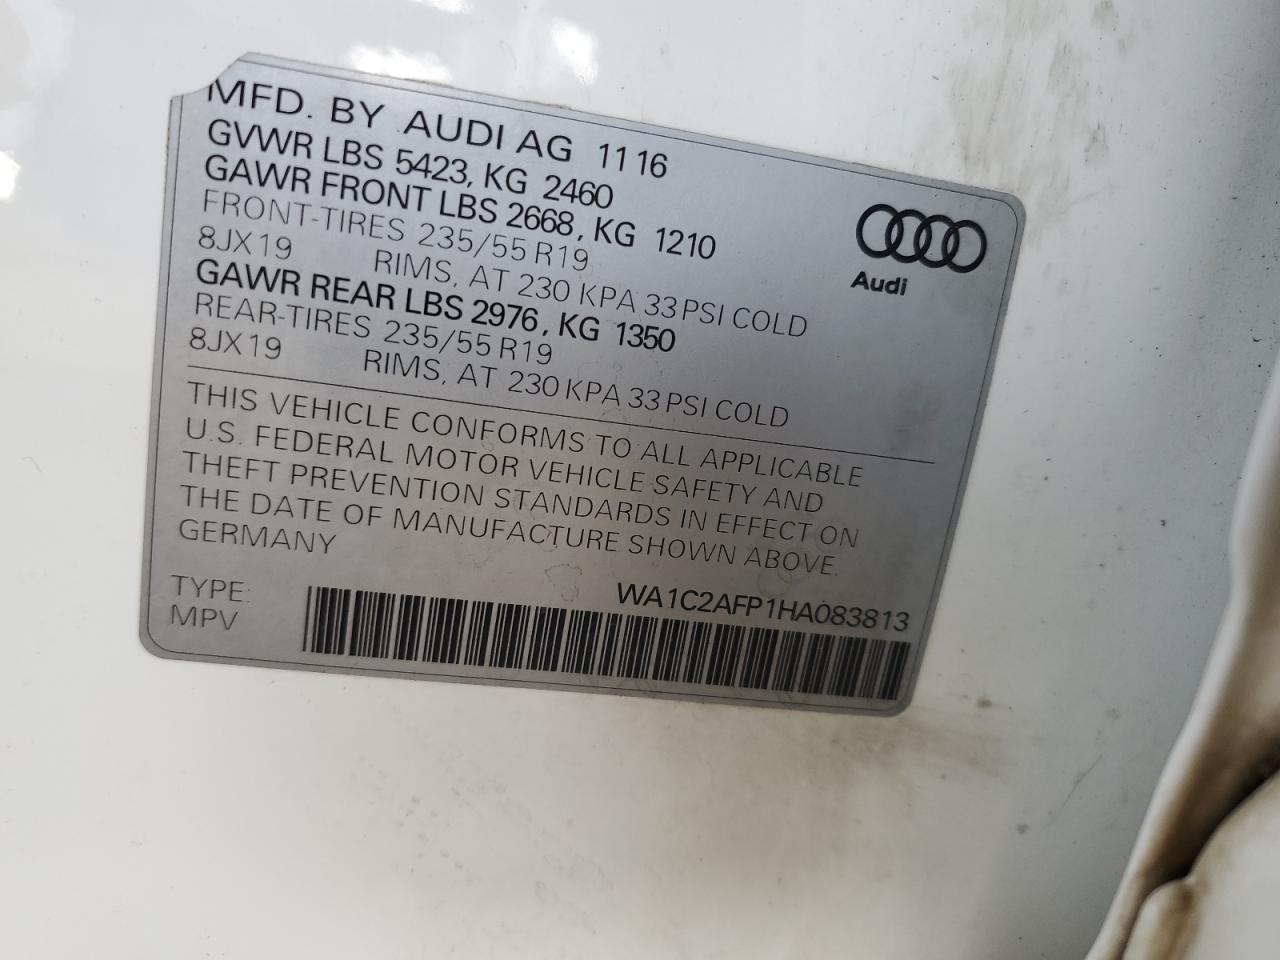 MFD. BY AUDI AG 11 16
GVWR LBS 5423, KG 2460
GAWR FRONT LBS 2668, KG 1210
FRONT-TIRES 235/55 R19
8JX19 RIMS, AT 230 KPA 33 PSI COLD
GAWR REAR LBS 2976, KG 1350
REAR-TIRES 235/55 R19
8JX19 RIMS, AT 230 KPA 33 PSI COLD
Audi
THIS VEHICLE CONFORMS TO ALL APPLICABLE
U.S. FEDERAL MOTOR VEHICLE SAFETY AND
THEFT PREVENTION STANDARDS IN EFFECT ON
THE DATE OF MANUFACTURE SHOWN ABOVE.
GERMANY
WA1C2AFP1HA083813
TYPE:
MPV